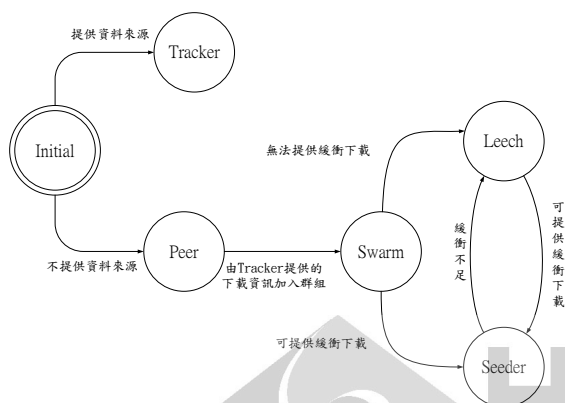 提供資料來源
Tracker
Initial
Leech
無法提供緩衝下載
可提供緩衝下載
緩衝不足
不提供資料來源
Peer
由Tracker提供的
下載資訊加入群組
Swarm
可提供緩衝下載
Seeder